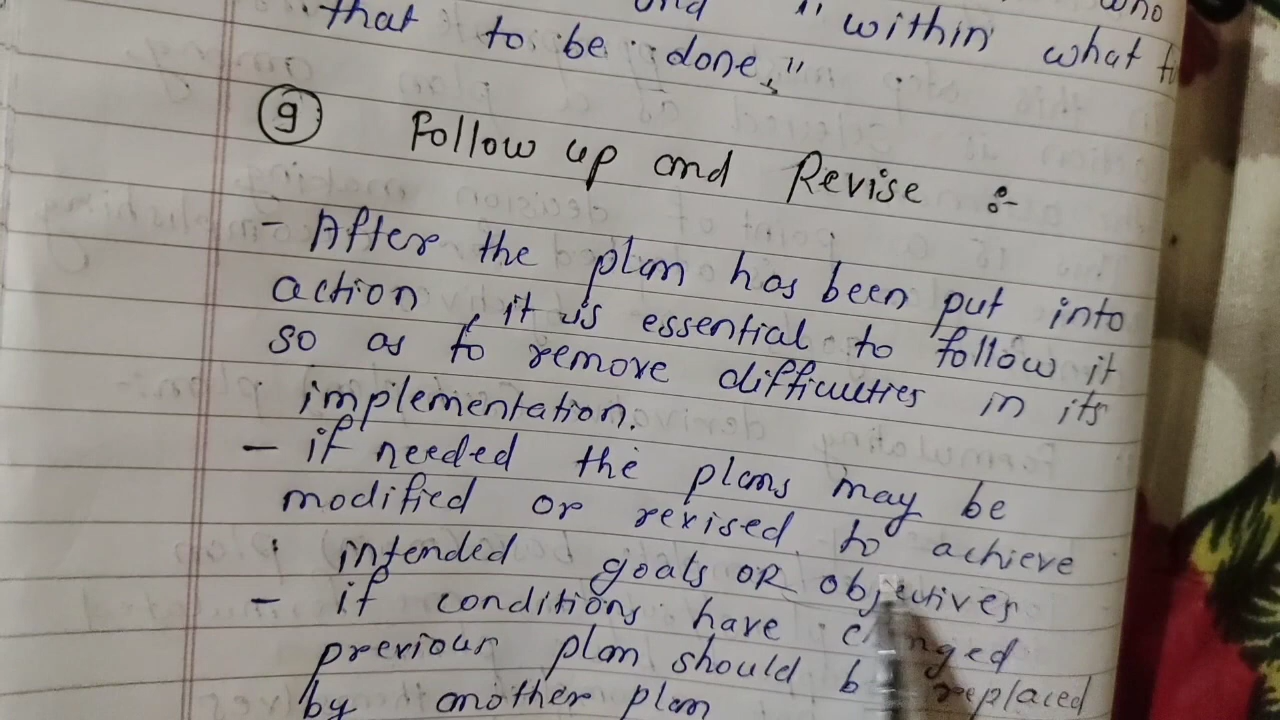 who
" within what
that to be done,"
9 Follow up and Revise :-
- After the plan has been put into
action, it is essential to follow it
so as to remove difficulties in its
implementation.
- if needed the plans may be
modified or revised to achieve
intended goals OR objectives
- if conditions have changed
previous plan should be replaced
by another plan